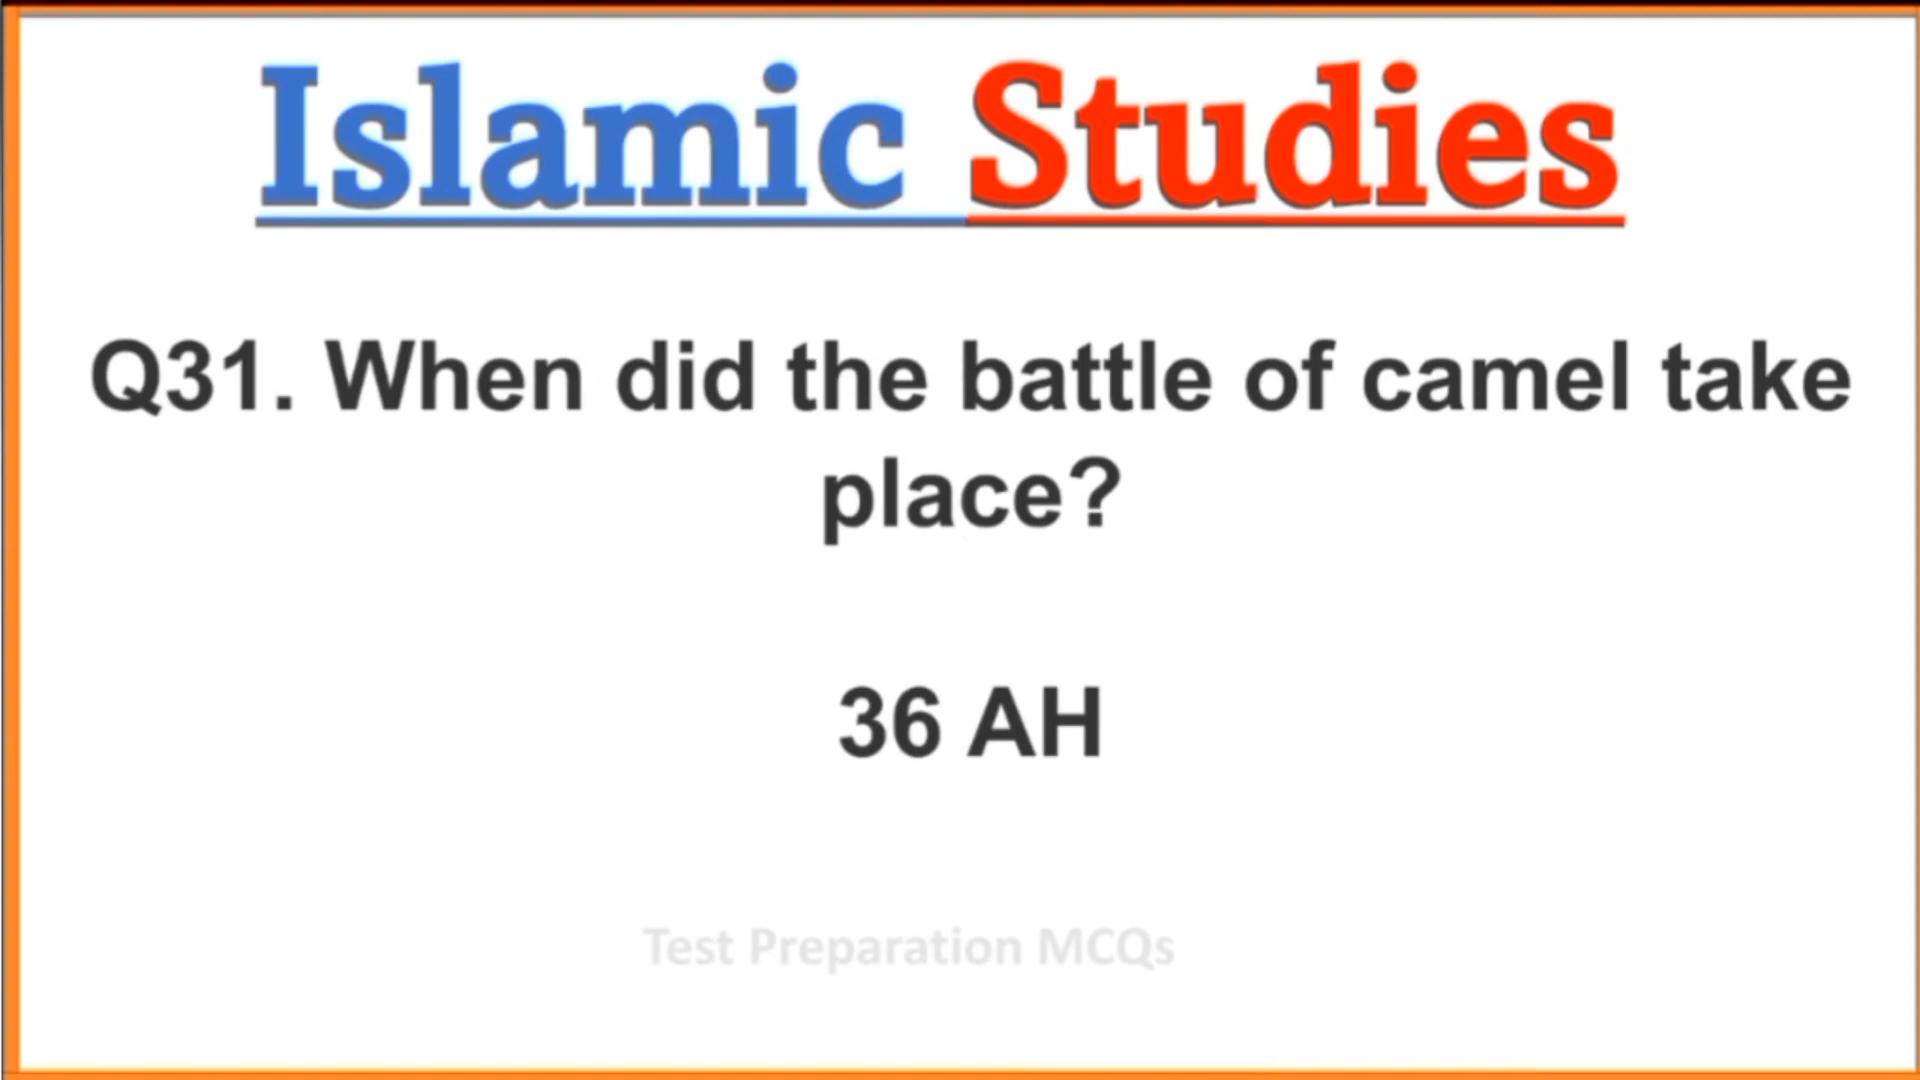 Islamic Studies
Q31. When did the battle of camel take
place?
36 AH
Test Preparation MCQs